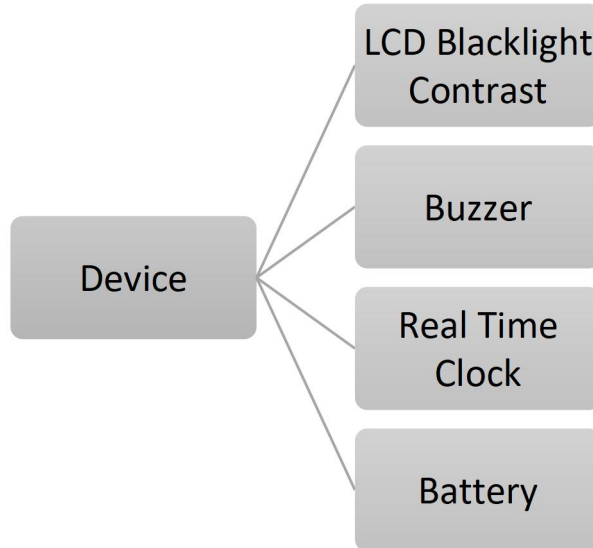 Device
LCD Blacklight
Contrast
Buzzer
Real Time
Clock
Battery